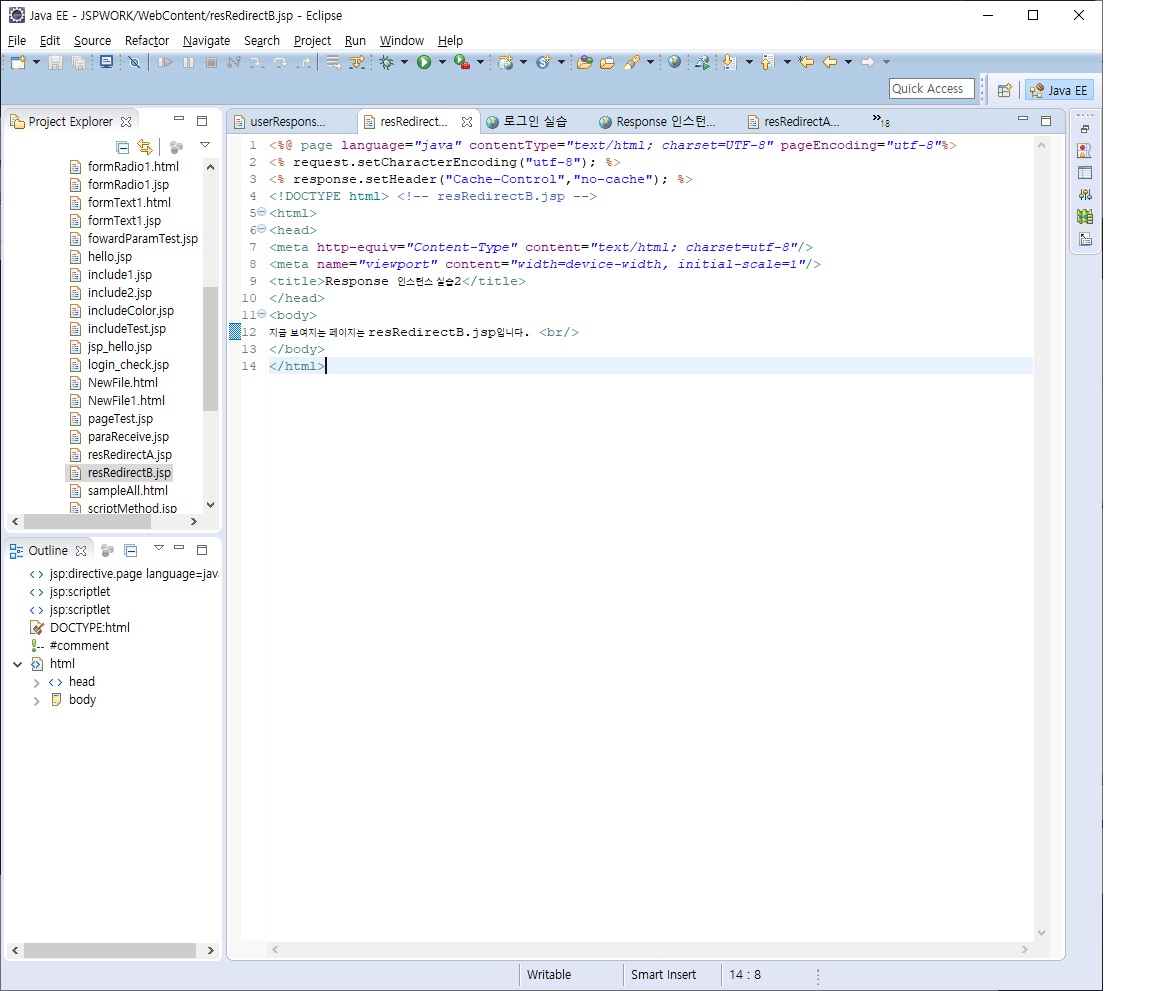 Java EE - JSPWORK/WebContent/resRedirectB.jsp - Eclipse
File Edit Source Refactor Navigate Search Project Run Window Help
Quick Access
Java EE
Project Explorer
formRadio1.html
formRadio1.jsp
formText1.html
formText1.jsp
fowardParamTest.jsp
hello.jsp
include1.jsp
include2.jsp
includeColor.jsp
includeTest.jsp
jsp_hello.jsp
login_check.jsp
NewFile.html
NewFile1.html
pageTest.jsp
paraReceive.jsp
resRedirectA.jsp
resRedirectB.jsp
sampleAll.html
scriptMethod.jsp
Outline
jsp:directive.page language=jav
jsp:scriptlet
jsp:scriptlet
DOCTYPE:html
#comment
html
head
body
userRespons... resRedirect... 로그인 실습 Response 인스턴... resRedirectA... »18
1 <%@ page language="java" contentType="text/html; charset=UTF-8" pageEncoding="utf-8"%>
2 <% request.setCharacterEncoding("utf-8"); %>
3 <% response.setHeader("Cache-Control","no-cache"); %>
4 <!DOCTYPE html> <!-- resRedirectB.jsp -->
5 <html>
6 <head>
7 <meta http-equiv="Content-Type" content="text/html; charset=utf-8"/>
8 <meta name="viewport" content="width=device-width, initial-scale=1"/>
9 <title>Response 인스턴스 실습2</title>
10 </head>
11 <body>
12 지금 보여지는 페이지는 resRedirectB.jsp입니다. <br/>
13 </body>
14 </html>
Writable Smart Insert 14 : 8